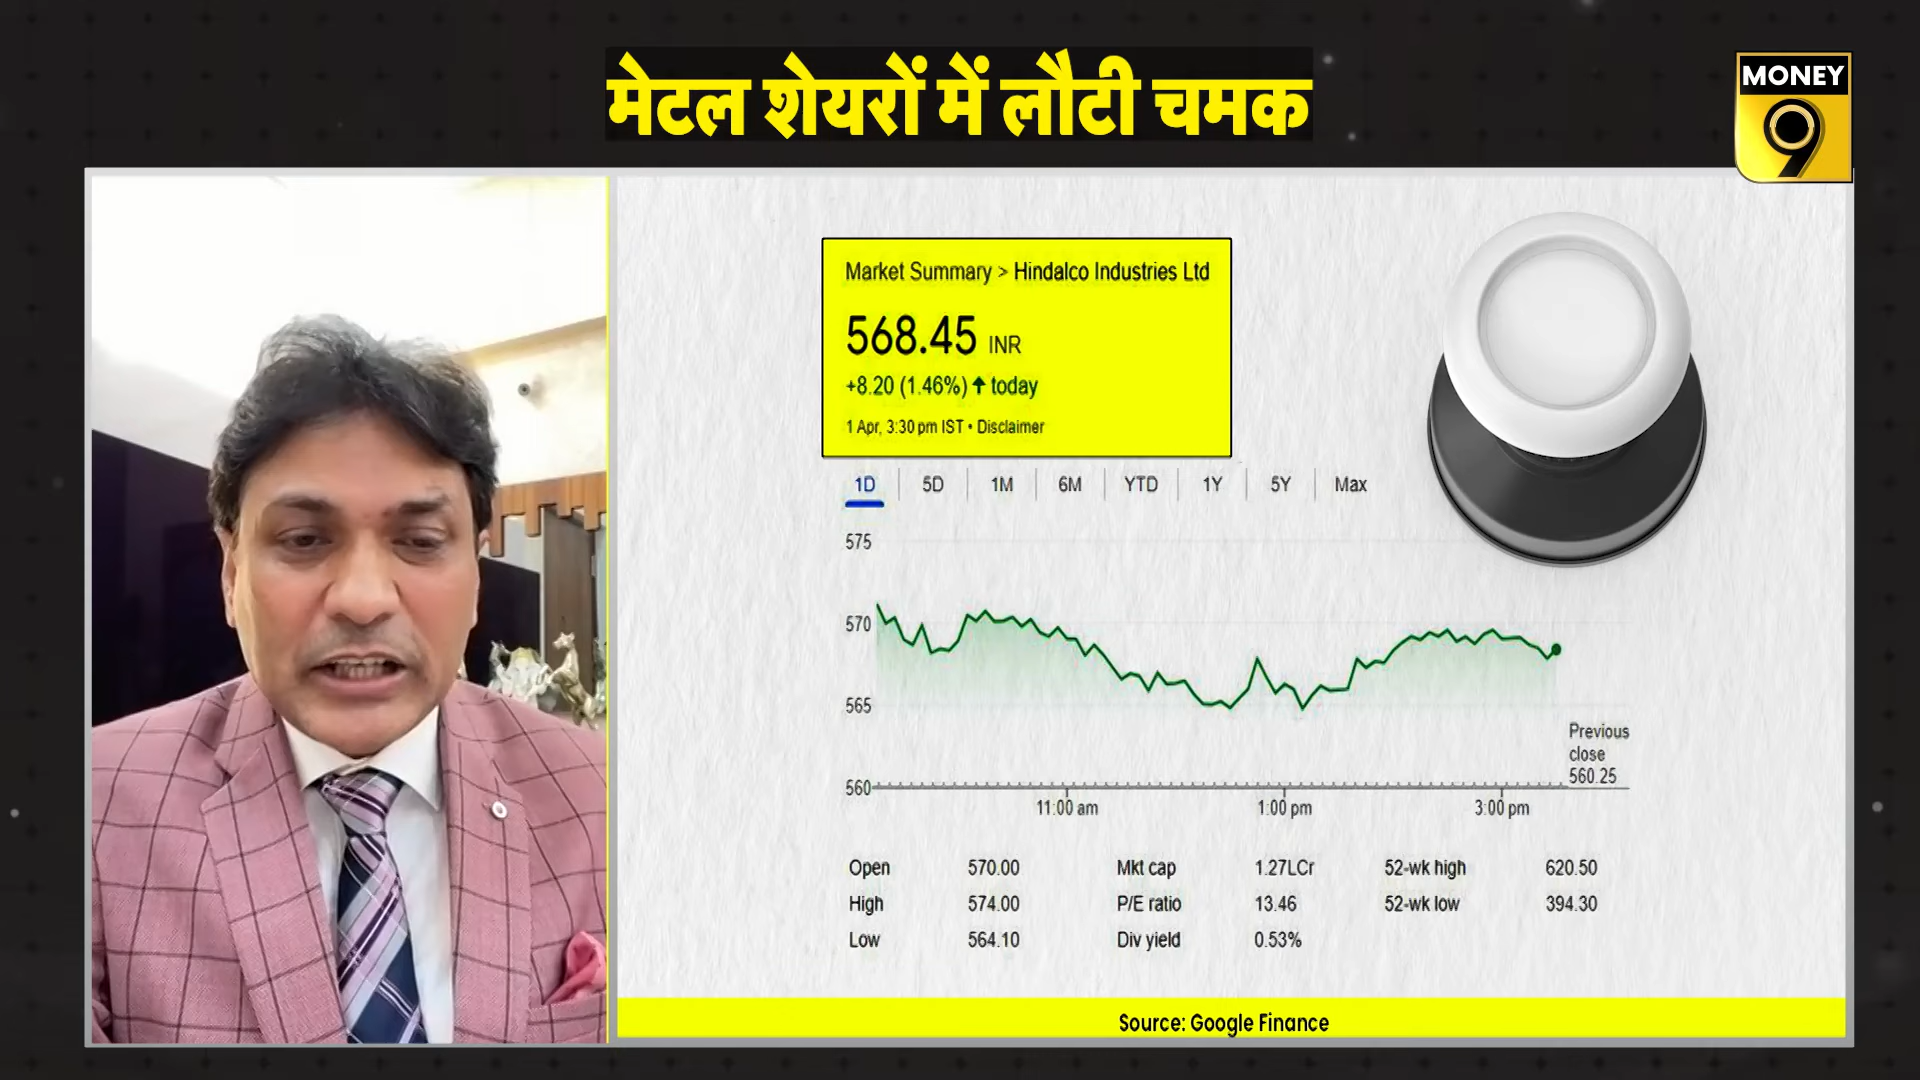 मेटल शेयरों में लौटी चमक
MONEY
9
Market Summary > Hindalco Industries Ltd
568.45 INR
+8.20 (1.46%) ↑ today
1 Apr, 3:30 pm IST • Disclaimer
1D 5D 1M 6M YTD 1Y 5Y Max
575
570
565
560
Previous
close
560.25
11:00 am 1:00 pm 3:00 pm
Open 570.00 Mkt cap 1.27LCr 52-wk high 620.50
High 574.00 P/E ratio 13.46 52-wk low 394.30
Low 564.10 Div yield 0.53%
Source: Google Finance